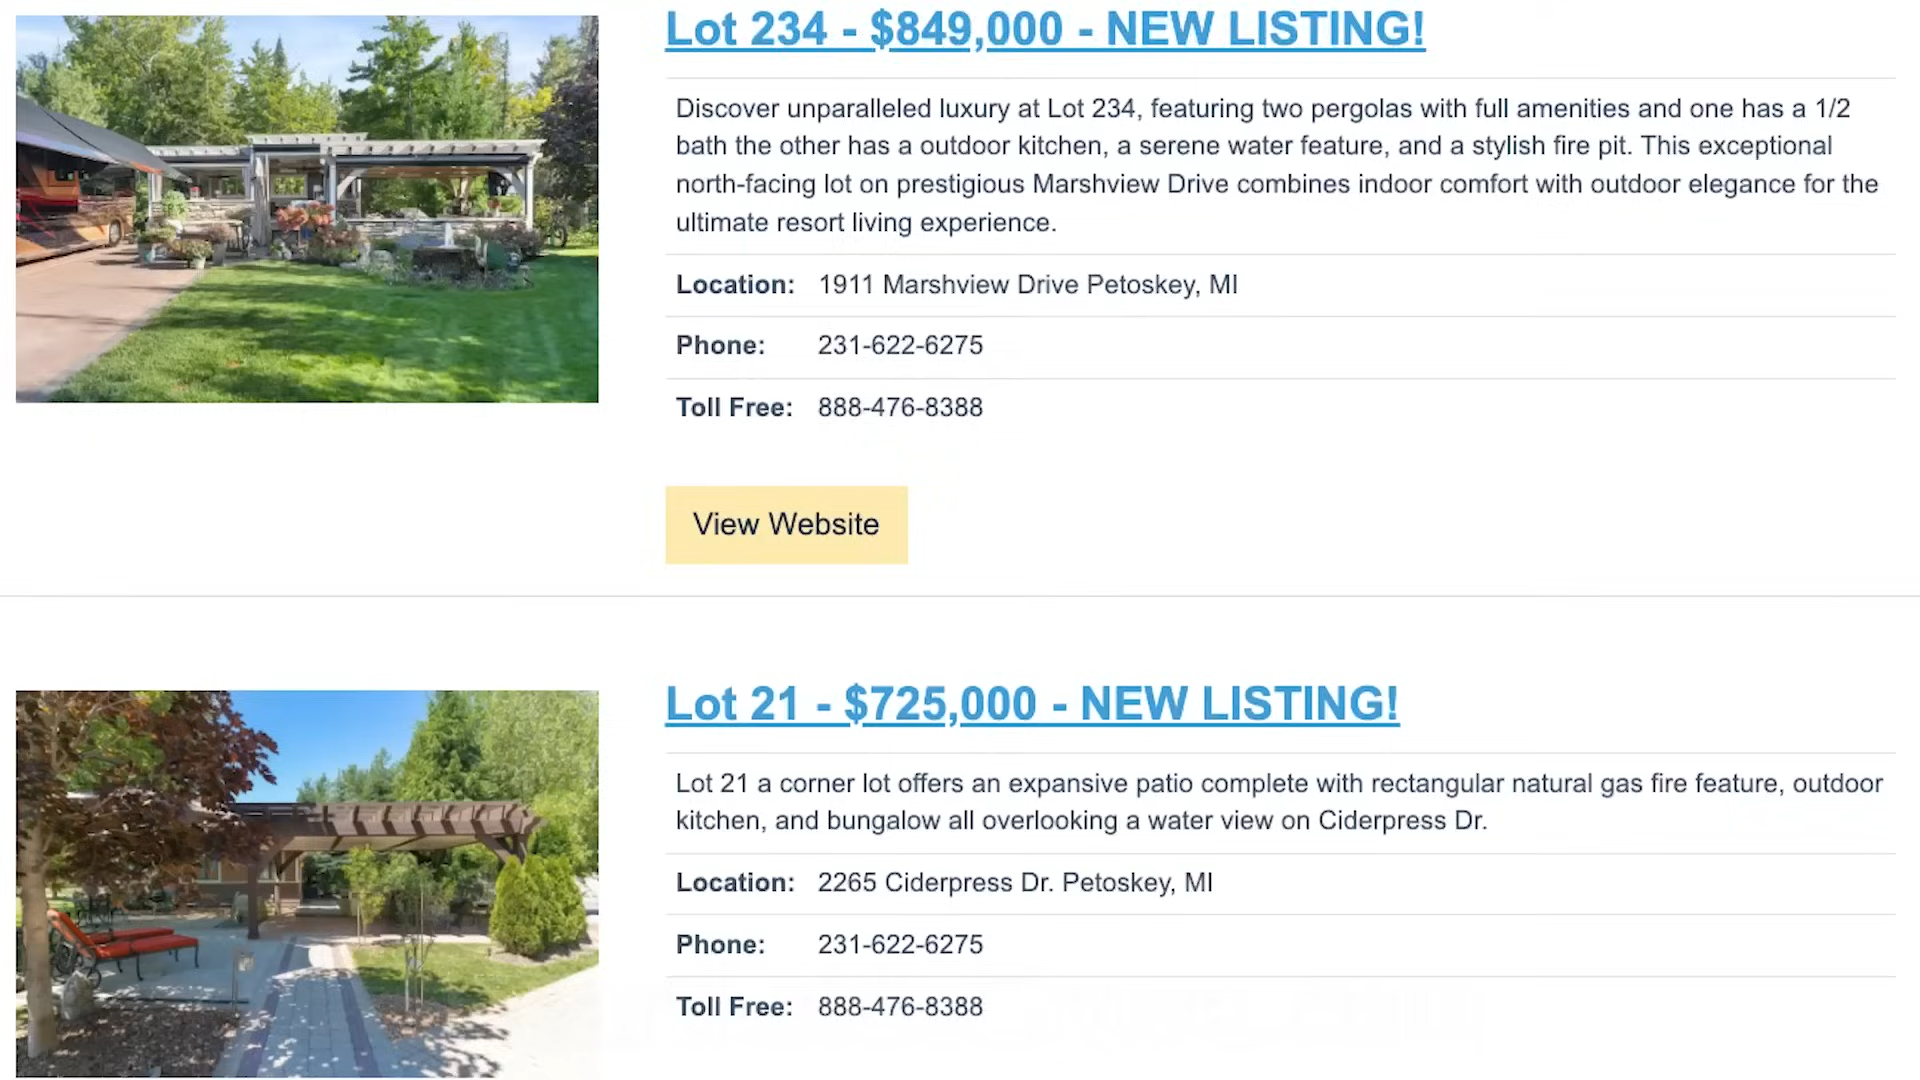 Lot 234 - $849,000 - NEW LISTING!
Discover unparalleled luxury at Lot 234, featuring two pergolas with full amenities and one has a 1/2
bath the other has a outdoor kitchen, a serene water feature, and a stylish fire pit. This exceptional
north-facing lot on prestigious Marshview Drive combines indoor comfort with outdoor elegance for the
ultimate resort living experience.
Location: 1911 Marshview Drive Petoskey, MI
Phone: 231-622-6275
Toll Free: 888-476-8388
View Website
Lot 21 - $725,000 - NEW LISTING!
Lot 21 a corner lot offers an expansive patio complete with rectangular natural gas fire feature, outdoor
kitchen, and bungalow all overlooking a water view on Ciderpress Dr.
Location: 2265 Ciderpress Dr. Petoskey, MI
Phone: 231-622-6275
Toll Free: 888-476-8388